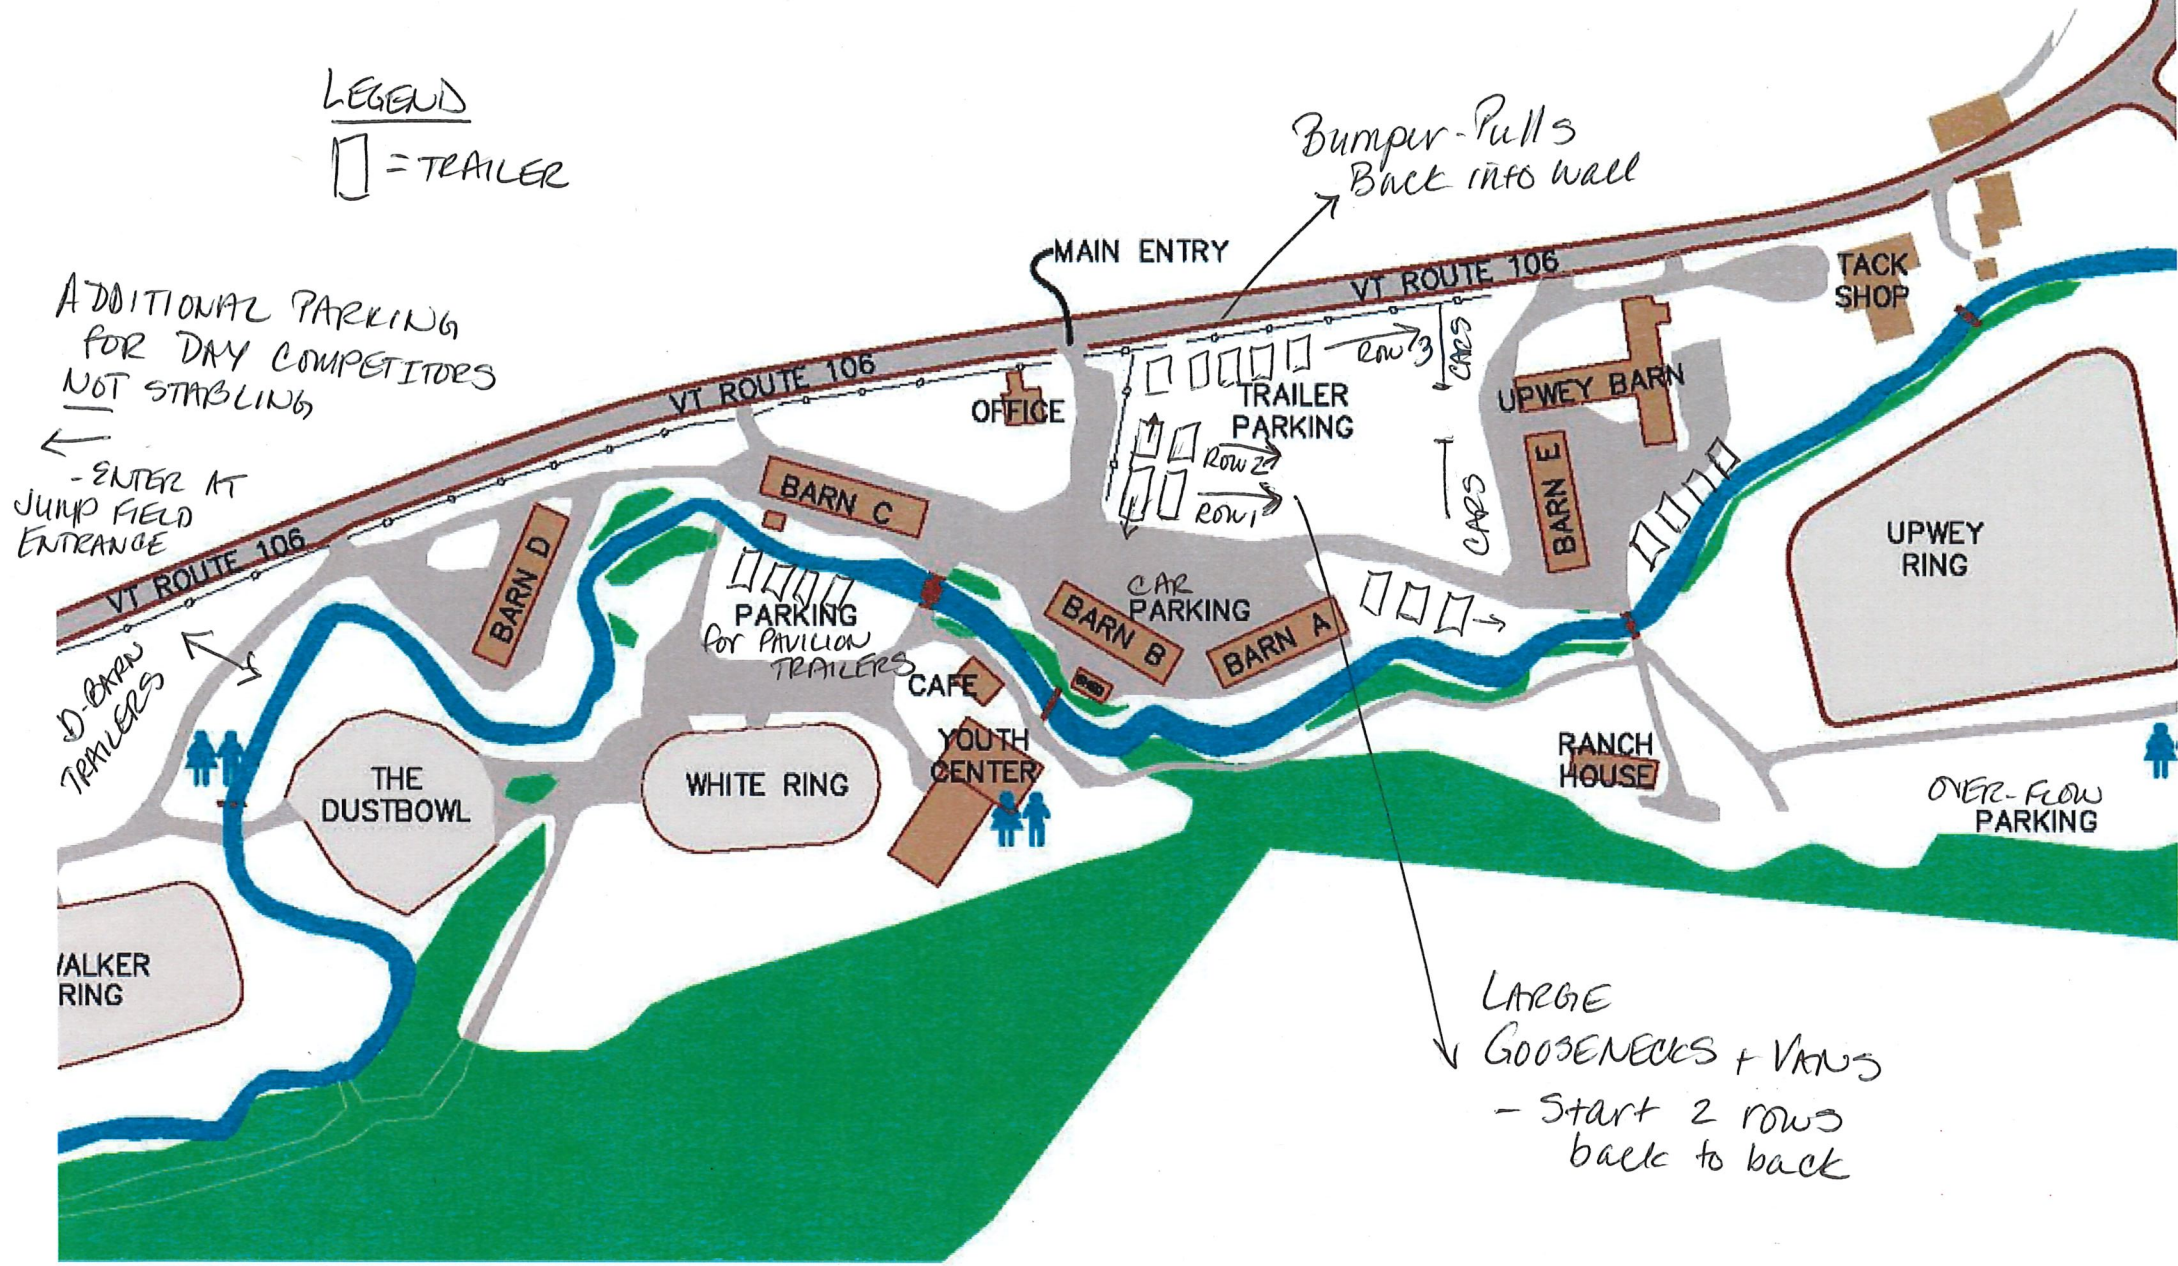 LEGEND
= TRAILER
Bumper-Pulls
Back into wall
MAIN ENTRY
ADDITIONAL PARKING
FOR DAY COMPETITORS
NOT STABLING
- ENTER AT
JUMP FIELD
ENTRANCE
VT ROUTE 106
VT ROUTE 106
VT ROUTE 106
TACK
SHOP
OFFICE
ROW 3
CARS
TRAILER
PARKING
UPWEY BARN
ROW 2
ROW 1
CARS
BARN C
BARN D
BARN E
UPWEY
RING
CAR
PARKING
BARN B
BARN A
PARKING
for PAVILION
TRAILERS
D-BARN
TRAILERS
CAFE
YOUTH
CENTER
THE
DUSTBOWL
WHITE RING
RANCH
HOUSE
OVER-FLOW
PARKING
ALKER
RING
LARGE
GOOSENECKS + VANS
- Start 2 rows
back to back